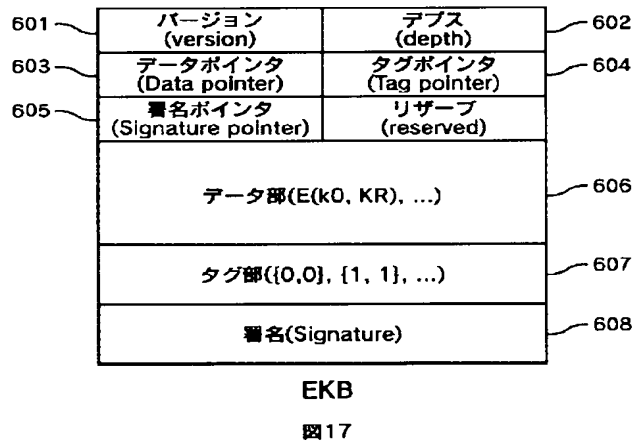 601
バージョン
(version)
デプス
(depth)
602
603
データポインタ
(Data pointer)
タグポインタ
(Tag pointer)
604
605
署名ポインタ
(Signature pointer)
リザーブ
(reserved)
データ部(E(k0, KR), ...)
606
タグ部({0,0}, {1, 1}, ...)
607
署名(Signature)
608
EKB
図17